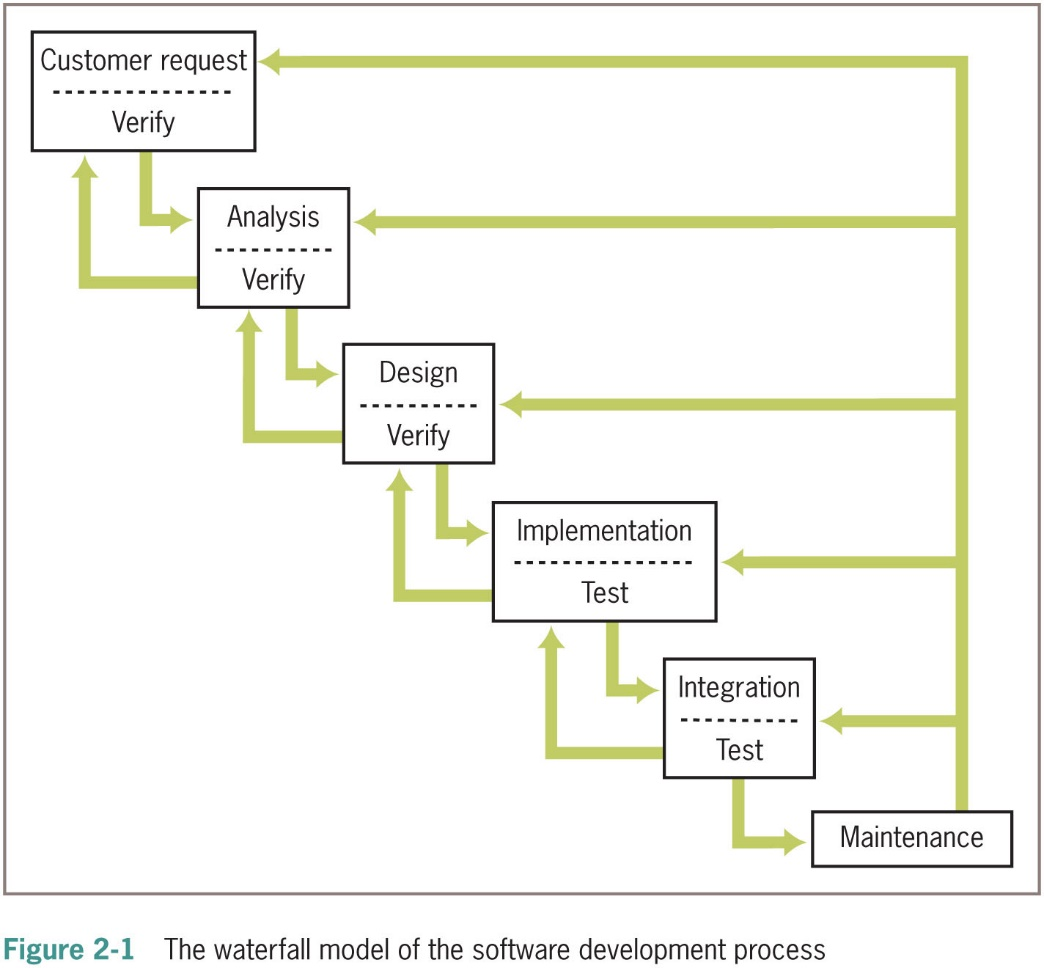 Customer request
Verify
Analysis
Verify
Design
Verify
Implementation
Test
Integration
Test
Maintenance
Figure 2-1 The waterfall model of the software development process